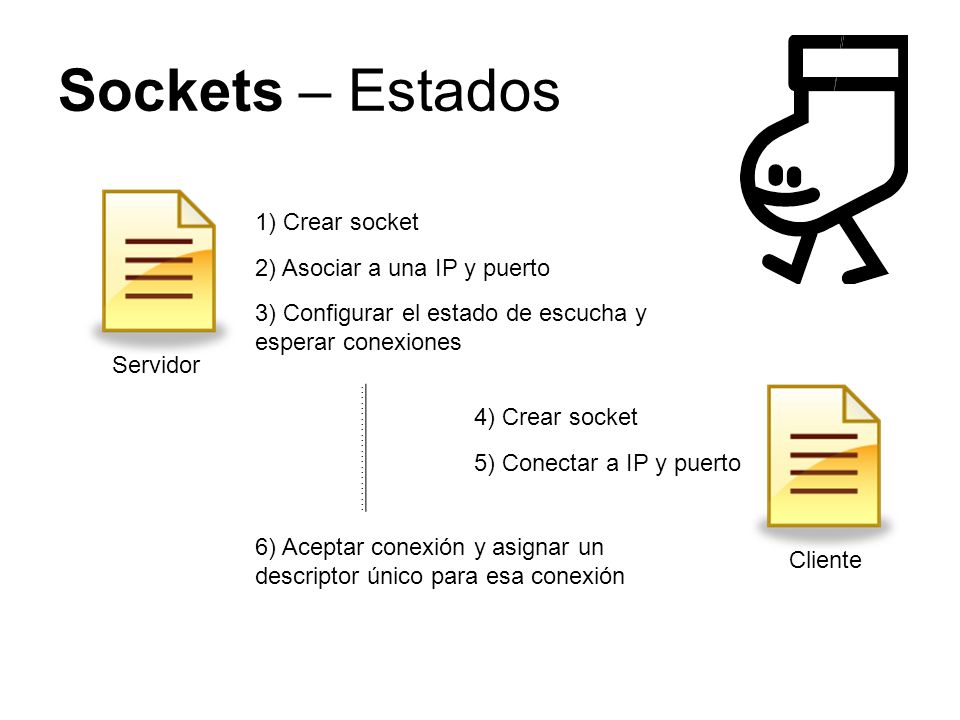 Sockets – Estados
1) Crear socket
2) Asociar a una IP y puerto
3) Configurar el estado de escucha y
esperar conexiones
Servidor
4) Crear socket
5) Conectar a IP y puerto
6) Aceptar conexión y asignar un
descriptor único para esa conexión
Cliente